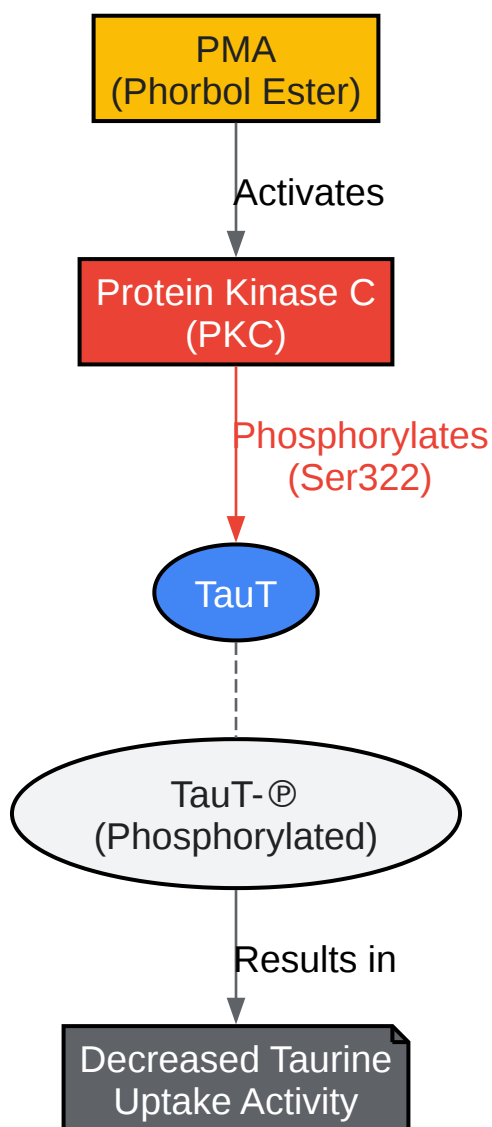 PMA
(Phorbol Ester)
Activates
Protein Kinase C
(PKC)
Phosphorylates
(Ser322)
TauT
TauT-℗
(Phosphorylated)
Results in
Decreased Taurine
Uptake Activity